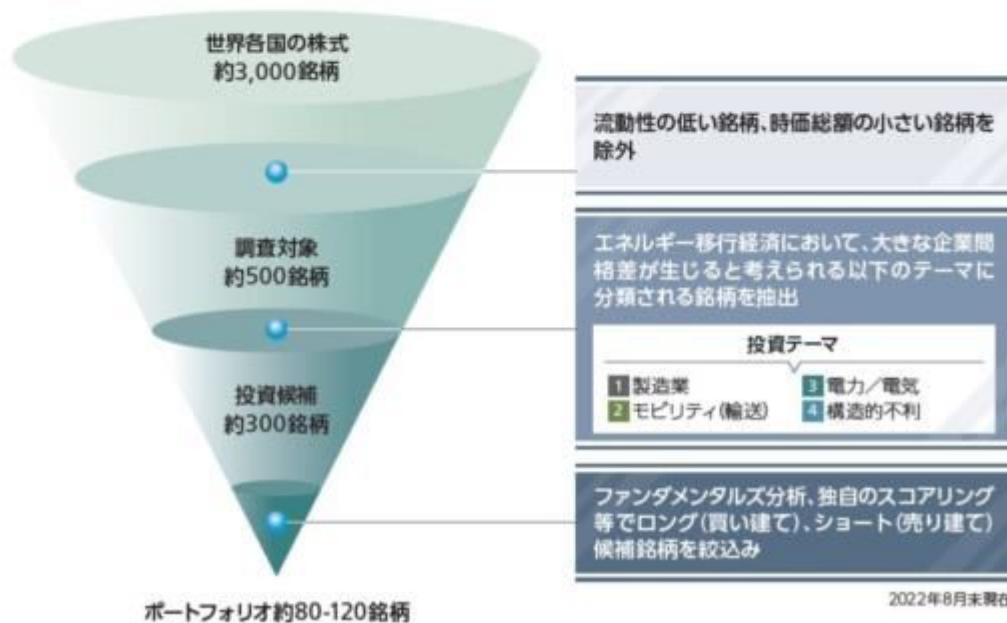 世界各国の株式
約3,000銘柄
流動性の低い銘柄、時価総額の小さい銘柄を
除外
調査対象
約500銘柄
エネルギー移行経済において、大きな企業間
格差が生じると考えられる以下のテーマに
分類される銘柄を抽出
投資テーマ
1 製造業
3 電力／電気
2 モビリティ(輸送)
4 構造的不利
投資候補
約300銘柄
ファンダメンタルズ分析、独自のスコアリング
等でロング(買い建て)、ショート(売り建て)
候補銘柄を絞込み
ポートフォリオ約80-120銘柄
2022年8月末現在